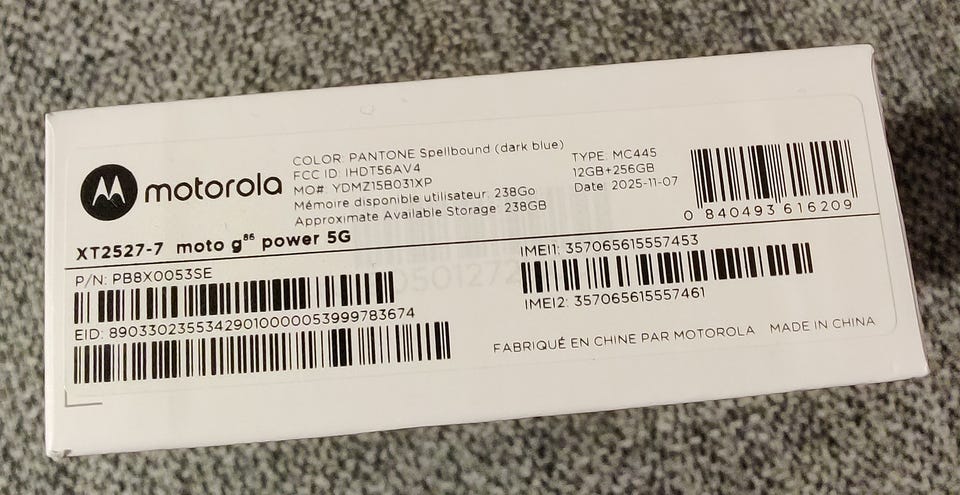 motorola
COLOR: PANTONE Spellbound (dark blue)
FCC ID: IHDT56AV4
MO#: YDMZ15B031XP
Mémoire disponible utilisateur: 238Go
Approximate Available Storage: 238GB
TYPE: MC445
12GB+256GB
Date: 2025-11-07
0 840493 616209
XT2527-7 moto g86 power 5G
P/N: PB8X0053SE
EID: 89033023553429010000053999783674
IMEI1: 357065615557453
IMEI2: 357065615557461
FABRIQUÉ EN CHINE PAR MOTOROLA MADE IN CHINA